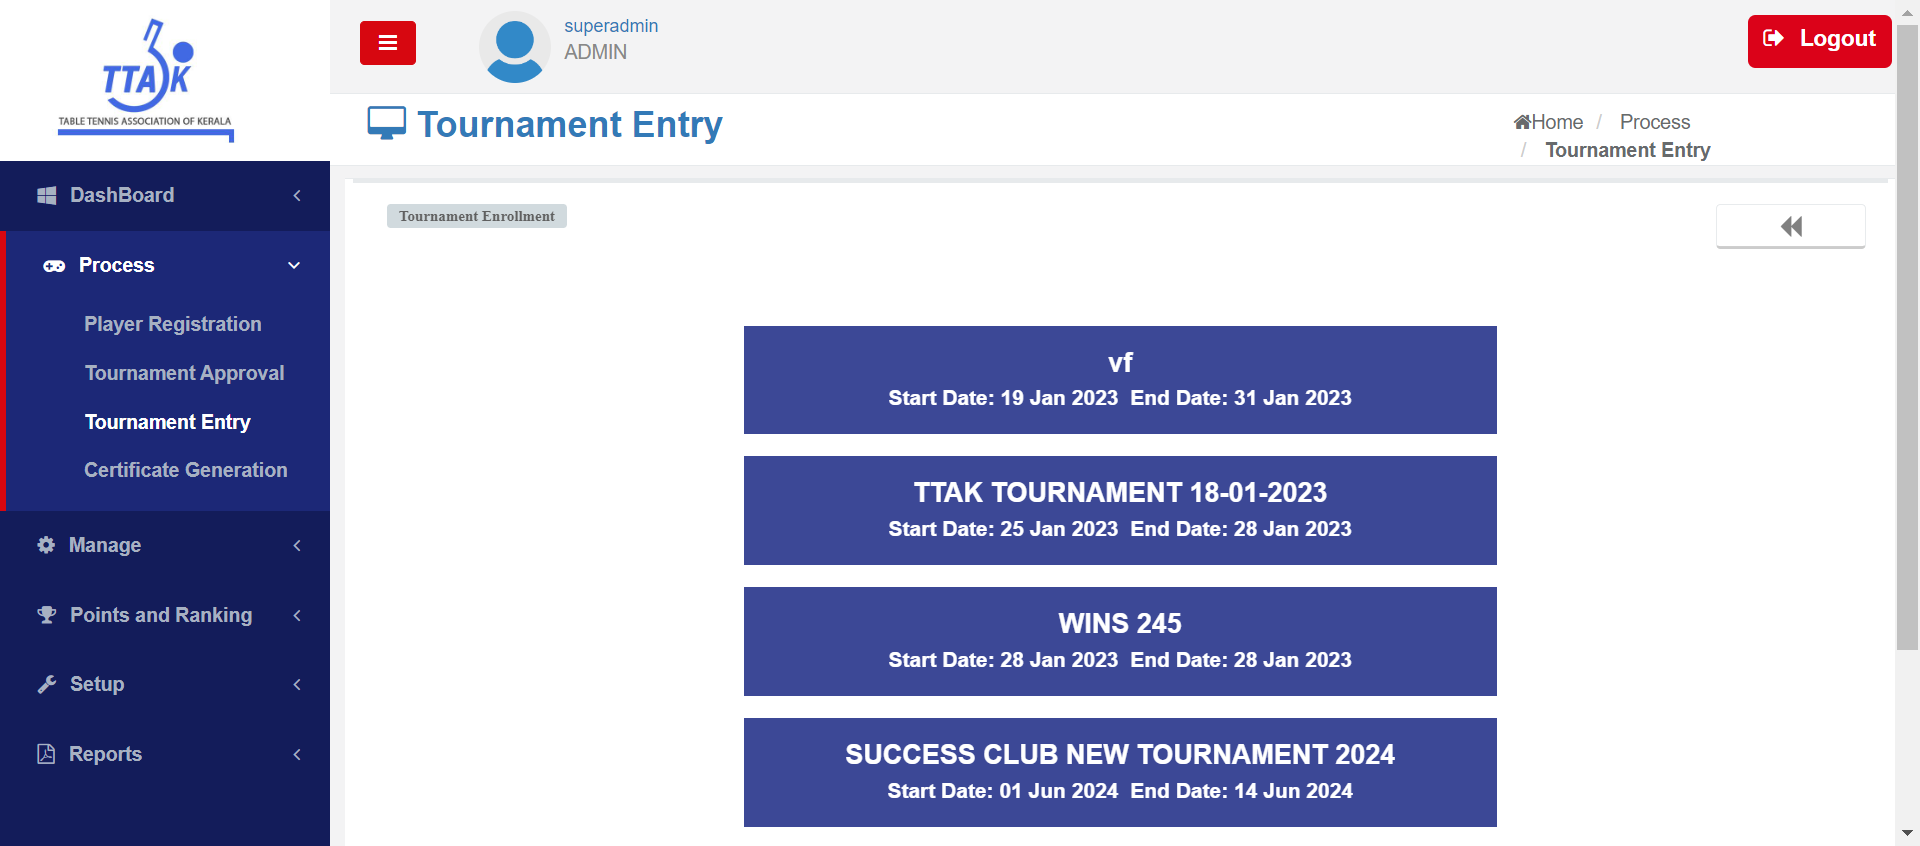 TTAK
TABLE TENNIS ASSOCIATION OF KERALA
superadmin
ADMIN
Logout
Tournament Entry
Home / Process
/ Tournament Entry
DashBoard
Process
Player Registration
Tournament Approval
Tournament Entry
Certificate Generation
Manage
Points and Ranking
Setup
Reports
Tournament Enrollment
vf
Start Date: 19 Jan 2023 End Date: 31 Jan 2023
TTAK TOURNAMENT 18-01-2023
Start Date: 25 Jan 2023 End Date: 28 Jan 2023
WINS 245
Start Date: 28 Jan 2023 End Date: 28 Jan 2023
SUCCESS CLUB NEW TOURNAMENT 2024
Start Date: 01 Jun 2024 End Date: 14 Jun 2024